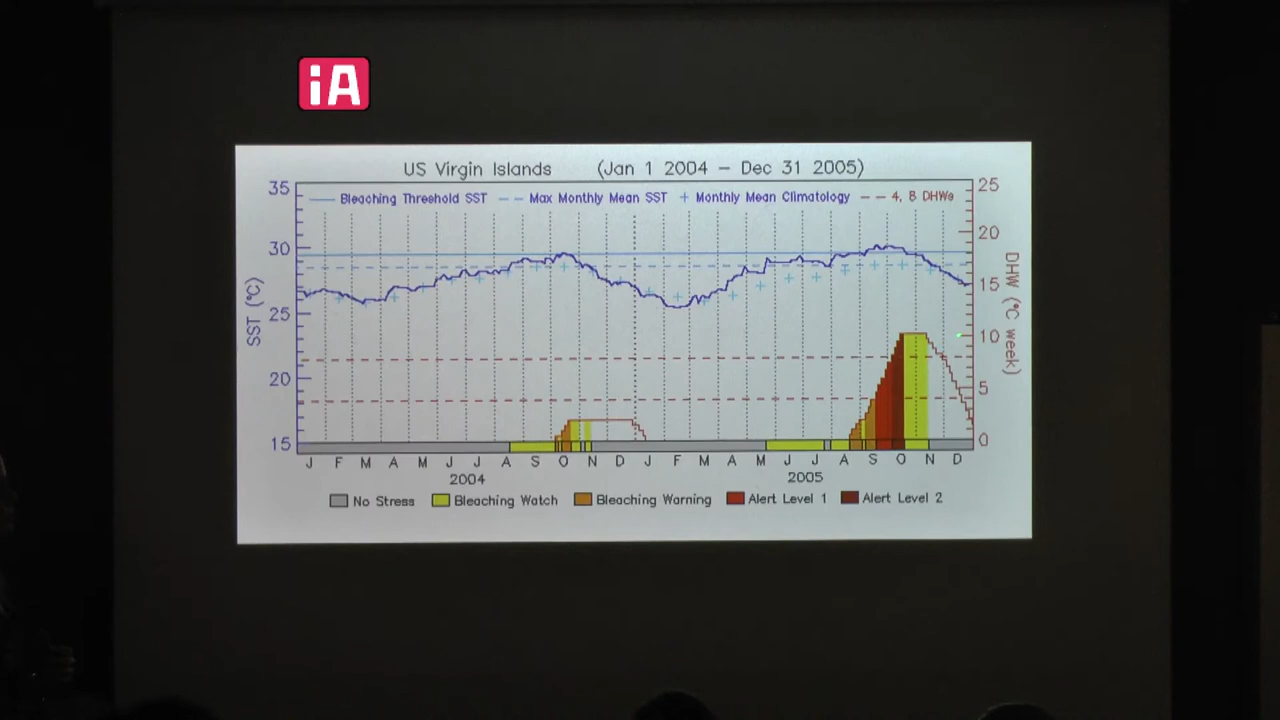 iA
US Virgin Islands (Jan 1 2004 – Dec 31 2005)
Bleaching Threshold SST Max Monthly Mean SST + Monthly Mean Climatology 4, 8 DHWs
35
30
25
20
15
SST (°C)
25
20
15
10
5
0
DHW (°C week)
J F M A M J J A S O N D J F M A M J J A S O N D
2004 2005
No Stress Bleaching Watch Bleaching Warning Alert Level 1 Alert Level 2